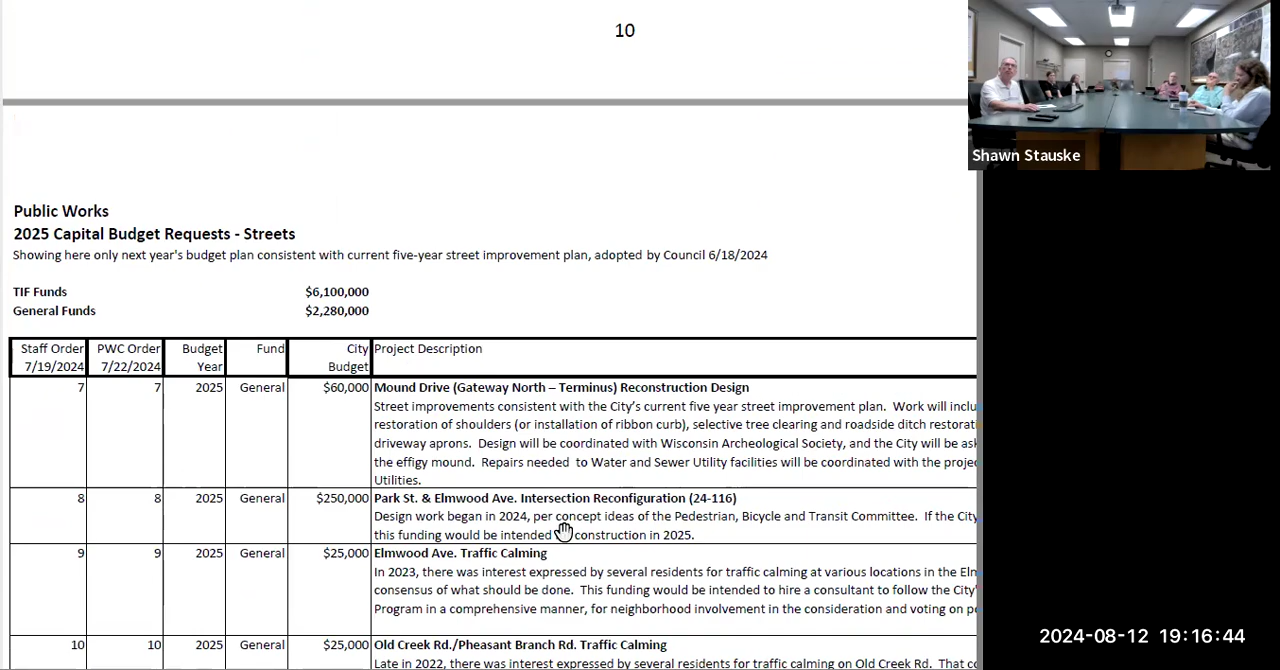 10
Shawn Stauske
Public Works
2025 Capital Budget Requests - Streets
Showing here only next year's budget plan consistent with current five-year street improvement plan, adopted by Council 6/18/2024
TIF Funds $6,100,000
General Funds $2,280,000
Staff Order PWC Order Budget Fund City Project Description
7/19/2024 7/22/2024 Year Budget
7 7 2025 General $60,000 Mound Drive (Gateway North – Terminus) Reconstruction Design
Street improvements consistent with the City's current five year street improvement plan. Work will inclu
restoration of shoulders (or installation of ribbon curb), selective tree clearing and roadside ditch restorati
driveway aprons. Design will be coordinated with Wisconsin Archeological Society, and the City will be ask
the effigy mound. Repairs needed to Water and Sewer Utility facilities will be coordinated with the projec
Utilities.
8 8 2025 General $250,000 Park St. & Elmwood Ave. Intersection Reconfiguration (24-116)
Design work began in 2024, per concept ideas of the Pedestrian, Bicycle and Transit Committee. If the City
this funding would be intended construction in 2025.
9 9 2025 General $25,000 Elmwood Ave. Traffic Calming
In 2023, there was interest expressed by several residents for traffic calming at various locations in the Elm
consensus of what should be done. This funding would be intended to hire a consultant to follow the City'
Program in a comprehensive manner, for neighborhood involvement in the consideration and voting on po
10 10 2025 General $25,000 Old Creek Rd./Pheasant Branch Rd. Traffic Calming
Late in 2022, there was interest expressed by several residents for traffic calming on Old Creek Rd. That co
2024-08-12 19:16:44